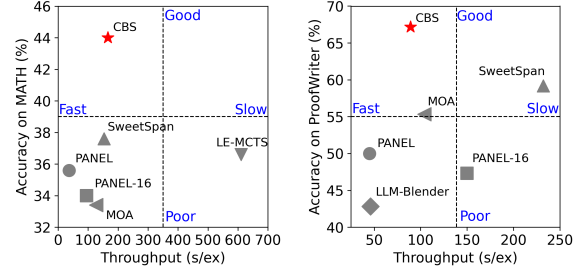 46
44
42
40
38
36
34
32
Accuracy on MATH (%)
Good
CBS
Fast
Slow
SweetSpan
LE-MCTS
PANEL
PANEL-16
MOA
Poor
0 100 200 300 400 500 600 700
Throughput (s/ex)
70
65
60
55
50
45
40
Accuracy on ProofWriter (%)
Good
CBS
SweetSpan
MOA
Fast
Slow
PANEL
PANEL-16
LLM-Blender
Poor
50 100 150 200 250
Throughput (s/ex)